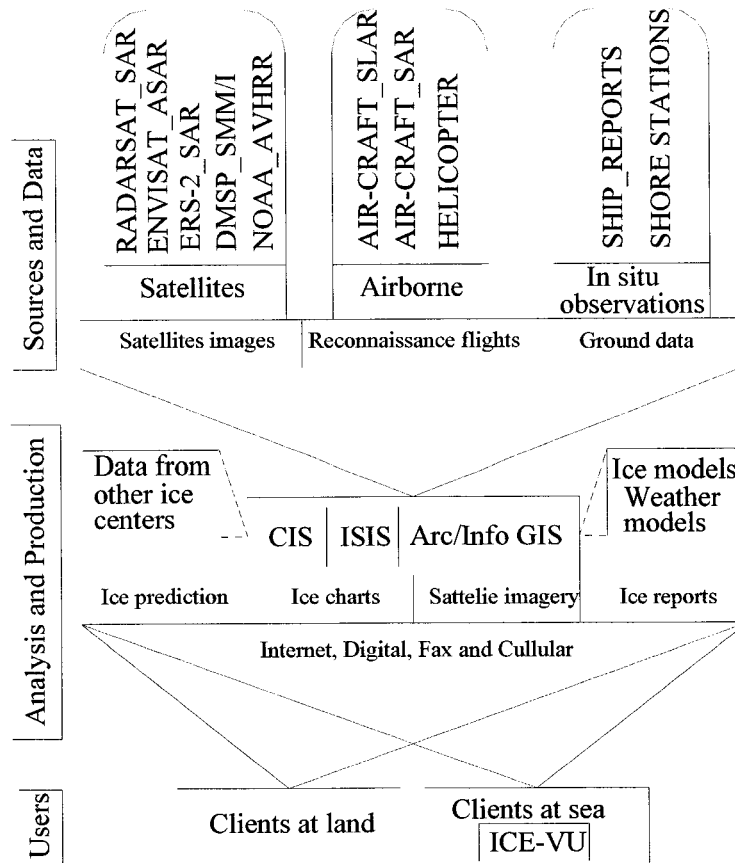 Sources and Data
RADARSAT_SAR
ENVISAT_ASAR
ERS-2_SAR
DMSP_SMM/I
NOAA_AVHRR
AIR-CRAFT_SLAR
AIR-CRAFT_SAR
HELICOPTER
SHIP_REPORTS
SHORE STATIONS
Satellites
Airborne
In situ
observations
Satellites images
Reconnaissance flights
Ground data
Analysis and Production
Data from
other ice
centers
Ice models
Weather
models
CIS
ISIS
Arc/Info GIS
Ice prediction
Ice charts
Sattelie imagery
Ice reports
Internet, Digital, Fax and Cullular
Users
Clients at land
Clients at sea
ICE-VU